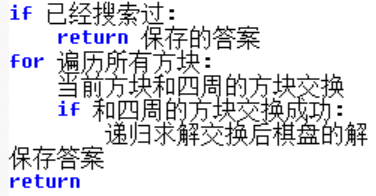 if 已经搜索过:
return 保存的答案
for 遍历所有方块:
当前方块和四周的方块交换
if 和四周的方块交换成功:
递归求解交换后棋盘的解
保存答案
return